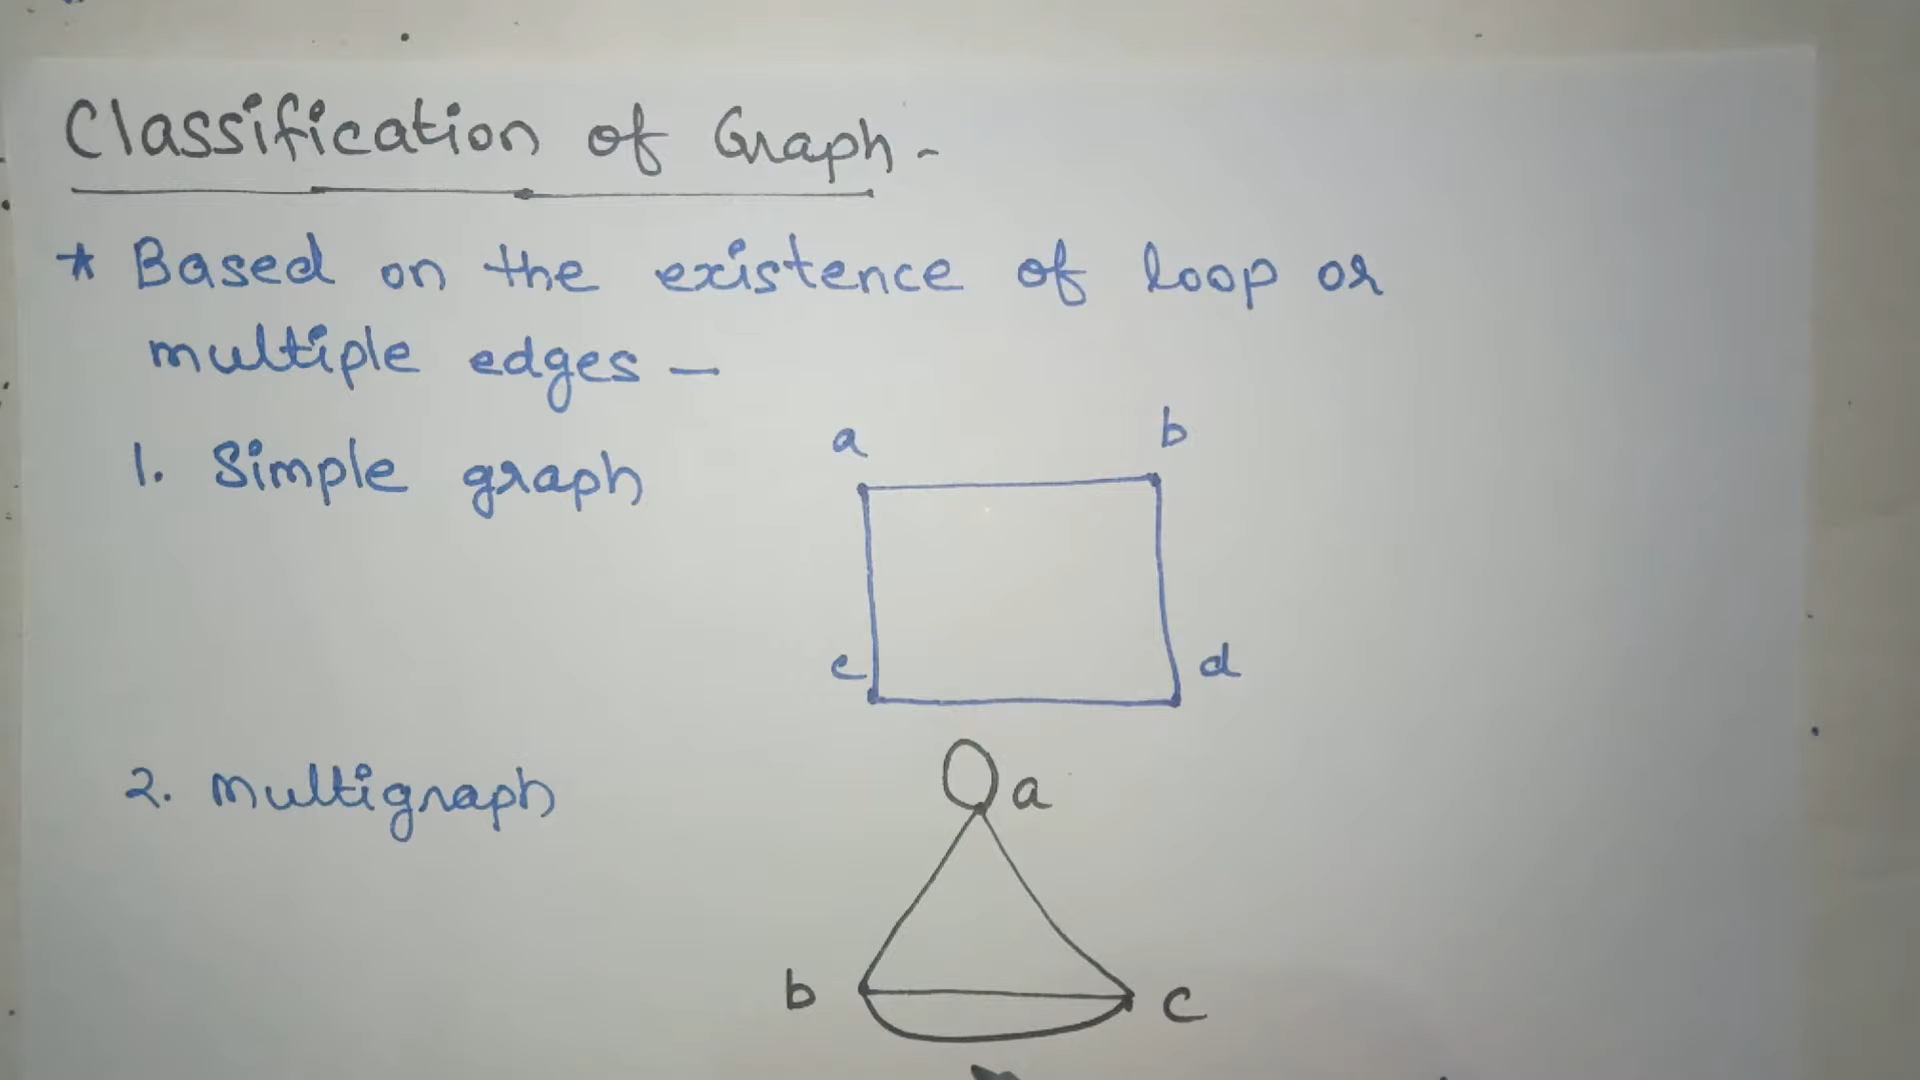 Classification of Graph -
* Based on the existence of loop or
multiple edges -
a b
1. Simple graph
c d
a
2. Multigraph
b c